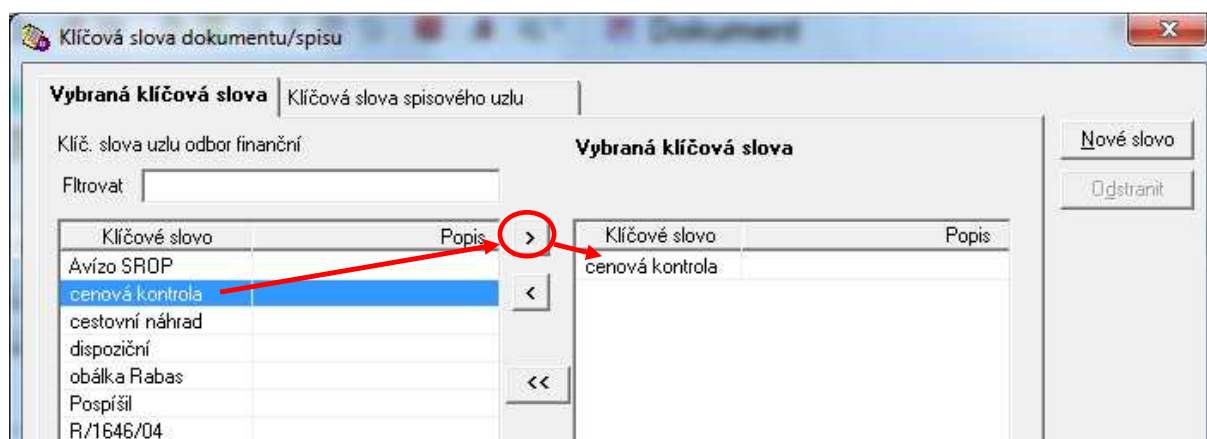 Klíčová slova dokumentu/spisu
Dokument
Vybraná klíčová slova
Klíčová slova spisového uzlu
Klíč. slova uzlu odbor finanční
Vybraná klíčová slova
Nové slovo
Fltrovat
Odstranit
Klíčové slovo Popis > Klíčové slovo Popis
Avízo SROP cenová kontrola
cenová kontrola <
cestovní náhrad
dispoziční
obálka Rabas <<
Pospíšil
R/1646/04